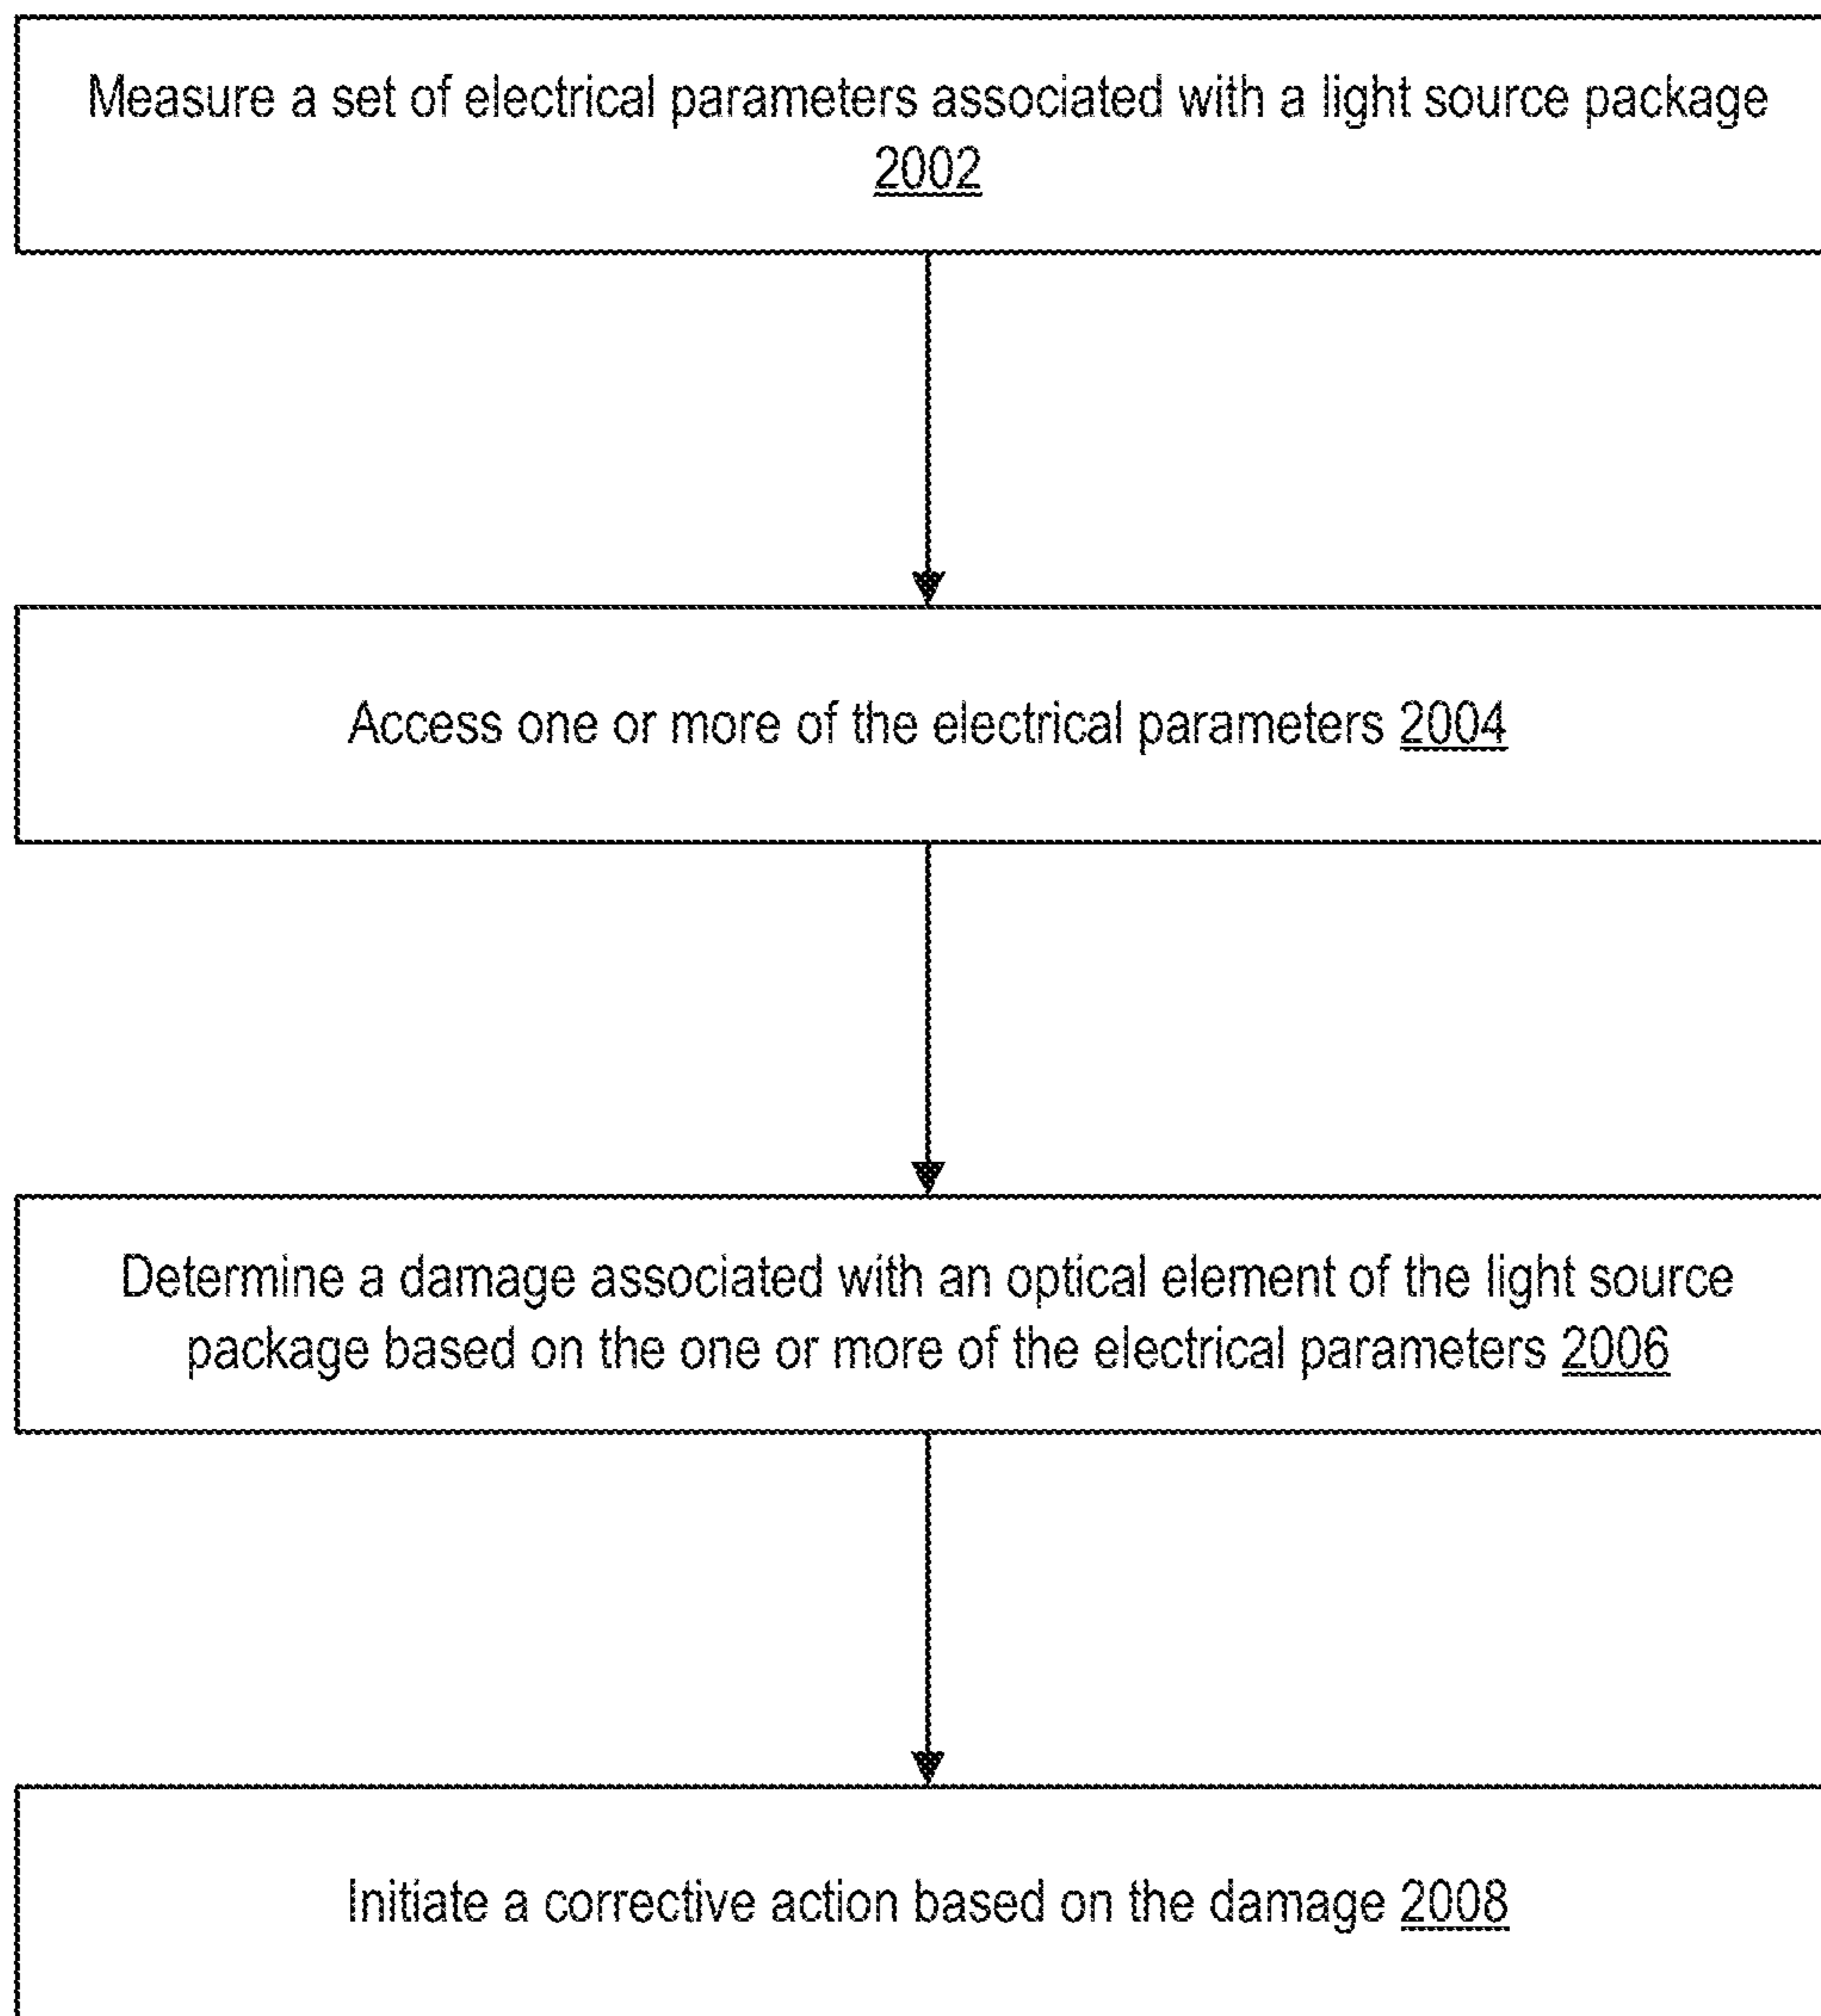 Measure a set of electrical parameters associated with a light source package
2002
Access one or more of the electrical parameters 2004
Determine a damage associated with an optical element of the light source
package based on the one or more of the electrical parameters 2006
Initiate a corrective action based on the damage 2008